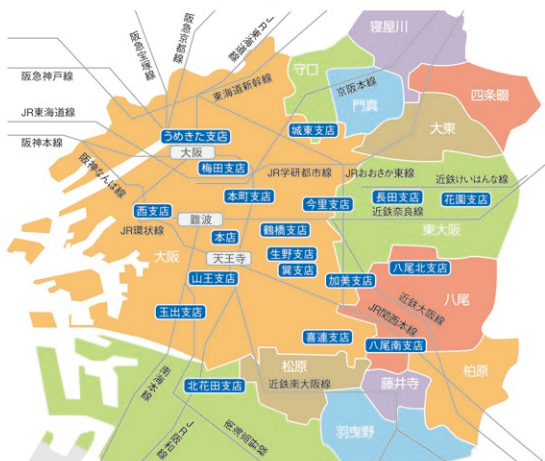 寝屋川
阪急京都線
阪急宝塚線
JR東海道線
阪急神戸線
東海道新幹線
守口
京阪本線
門真
四条畷
JR東海道線
大東
うめきた支店
城東支店
阪神本線
大阪
阪神なんば線
梅田支店
JR学研都市線
JRおおさか東線
近鉄けいはんな線
本町支店
今里支店
長田支店
花園支店
西支店
難波
近鉄奈良線
JR環状線
本店
鶴橋支店
東大阪
大阪
天王寺
生野支店
巽支店
八尾北支店
山王支店
加美支店
近鉄大阪線
八尾
玉出支店
JR関西本線
喜連支店
八尾南支店
柏原
松原
南海本線
北花田支店
近鉄南大阪線
藤井寺
JR阪和線
羽曳野